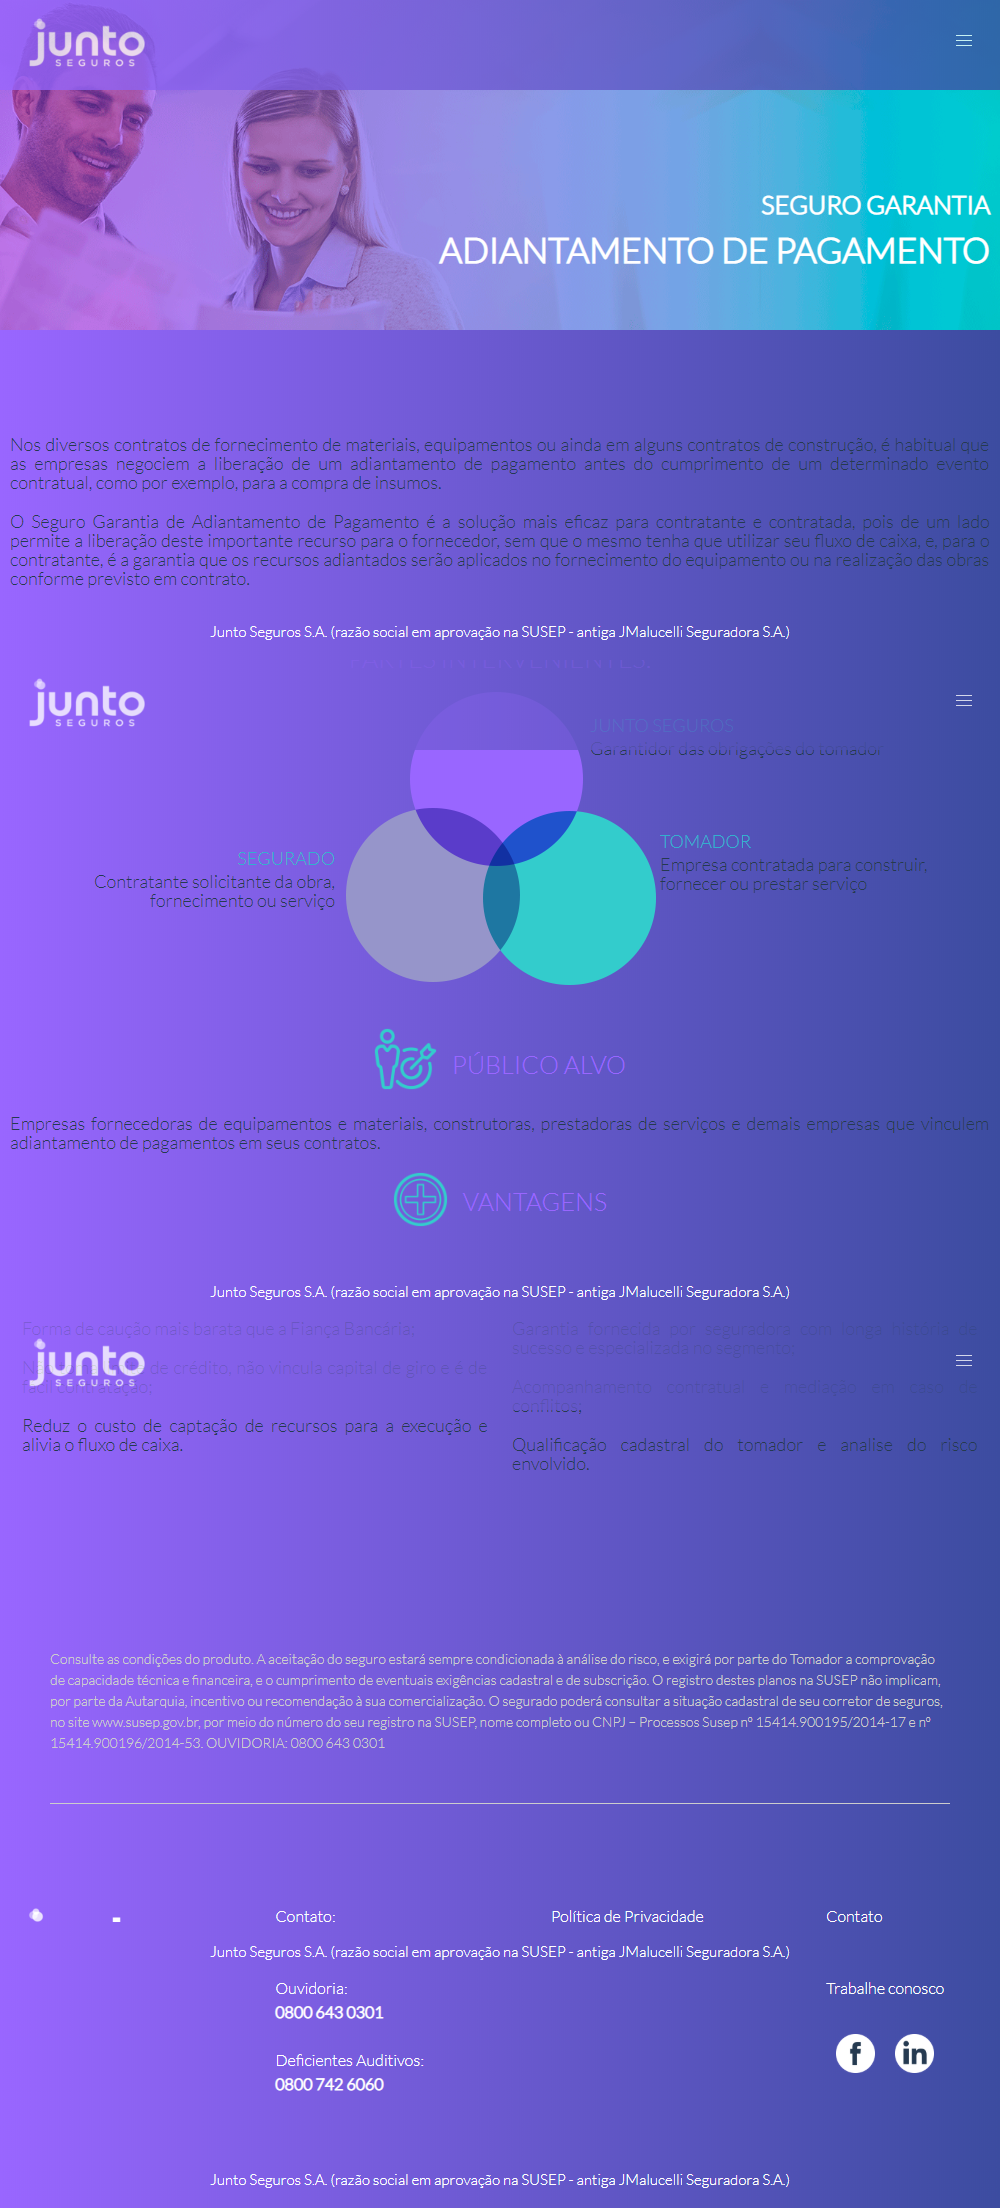 junto
SEGUROS
SEGURO GARANTIA
ADIANTAMENTO DE PAGAMENTO
Nos diversos contratos de fornecimento de materiais, equipamentos ou ainda em alguns contratos de construção, é habitual que
as empresas negociem a liberação de um adiantamento de pagamento antes do cumprimento de um determinado evento
contratual, como por exemplo, para a compra de insumos.
O Seguro Garantia de Adiantamento de Pagamento é a solução mais eficaz para contratante e contratada, pois de um lado
permite a liberação deste importante recurso para o fornecedor, sem que o mesmo tenha que utilizar seu fluxo de caixa, e, para o
contratante, é a garantia que os recursos adiantados serão aplicados no fornecimento do equipamento ou na realização das obras
conforme previsto em contrato.
Junto Seguros S.A. (razão social em aprovação na SUSEP - antiga JMalucelli Seguradora S.A.)
junto
SEGUROS
JUNTO SEGUROS
Garantidor das obrigações do tomador
TOMADOR
Empresa contratada para construir,
fornecer ou prestar serviço
SEGURADO
Contratante solicitante da obra,
fornecimento ou serviço
PÚBLICO ALVO
Empresas fornecedoras de equipamentos e materiais, construtoras, prestadoras de serviços e demais empresas que vinculem
adiantamento de pagamentos em seus contratos.
VANTAGENS
Junto Seguros S.A. (razão social em aprovação na SUSEP - antiga JMalucelli Seguradora S.A.)
Forma de caução mais barata que a Fiança Bancária;
junto
SEGUROS
de crédito, não vincula capital de giro e é de
fácil contratação;
Reduz o custo de captação de recursos para a execução e
alivia o fluxo de caixa.
Garantia fornecida por seguradora com longa história de
sucesso e especializada no segmento;
Acompanhamento contratual e mediação em caso de
conflitos;
Qualificação cadastral do tomador e analise do risco
envolvido.
Consulte as condições do produto. A aceitação do seguro estará sempre condicionada à análise do risco, e exigirá por parte do Tomador a comprovação
de capacidade técnica e financeira, e o cumprimento de eventuais exigências cadastral e de subscrição. O registro destes planos na SUSEP não implicam,
por parte da Autarquia, incentivo ou recomendação à sua comercialização. O segurado poderá consultar a situação cadastral de seu corretor de seguros,
no site www.susep.gov.br, por meio do número do seu registro na SUSEP, nome completo ou CNPJ – Processos Susep nº 15414.900195/2014-17 e nº
15414.900196/2014-53. OUVIDORIA: 0800 643 0301
Contato:
Política de Privacidade
Contato
Junto Seguros S.A. (razão social em aprovação na SUSEP - antiga JMalucelli Seguradora S.A.)
Ouvidoria:
0800 643 0301
Trabalhe conosco
Deficientes Auditivos:
0800 742 6060
f
in
Junto Seguros S.A. (razão social em aprovação na SUSEP - antiga JMalucelli Seguradora S.A.)